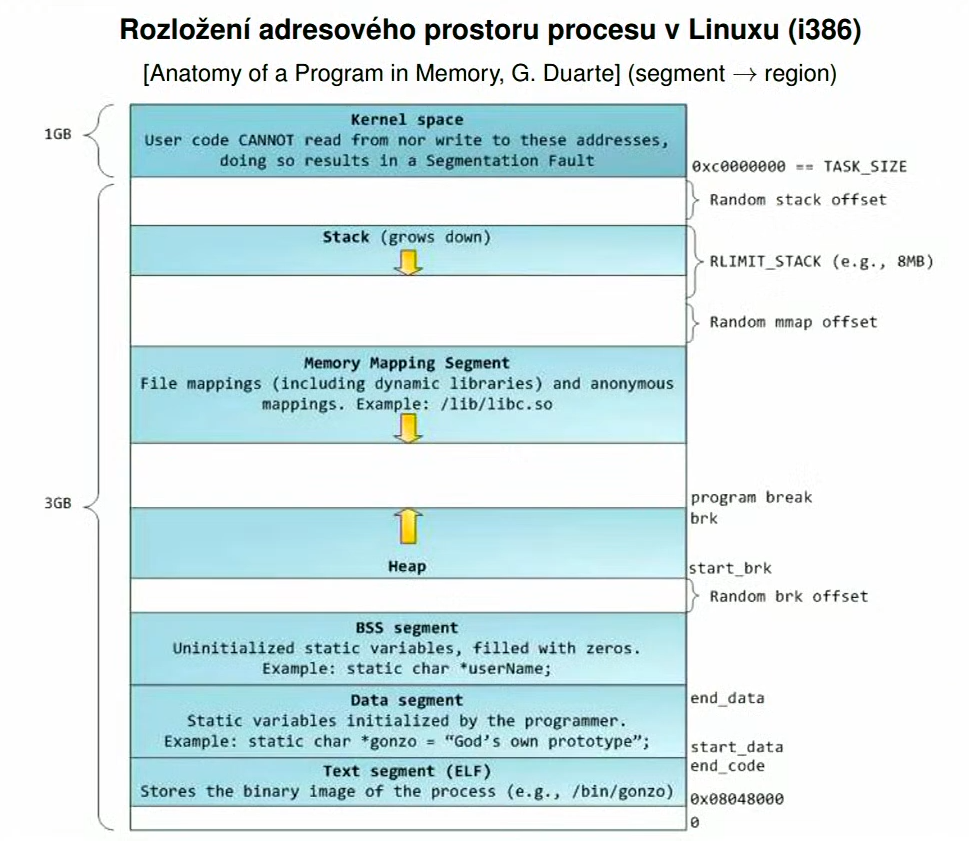 Rozložení adresového prostoru procesu v Linuxu (i386)
[Anatomy of a Program in Memory, G. Duarte] (segment → region)
1GB
Kernel space
User code CANNOT read from nor write to these addresses,
doing so results in a Segmentation Fault
0xc0000000 == TASK_SIZE
Random stack offset
Stack (grows down)
RLIMIT_STACK (e.g., 8MB)
Random mmap offset
Memory Mapping Segment
File mappings (including dynamic libraries) and anonymous
mappings. Example: /lib/libc.so
3GB
program break
brk
Heap
start_brk
Random brk offset
BSS segment
Uninitialized static variables, filled with zeros.
Example: static char *userName;
Data segment
Static variables initialized by the programmer.
Example: static char *gonzo = “God’s own prototype”;
end_data
start_data
end_code
Text segment (ELF)
Stores the binary image of the process (e.g., /bin/gonzo)
0x08048000
0